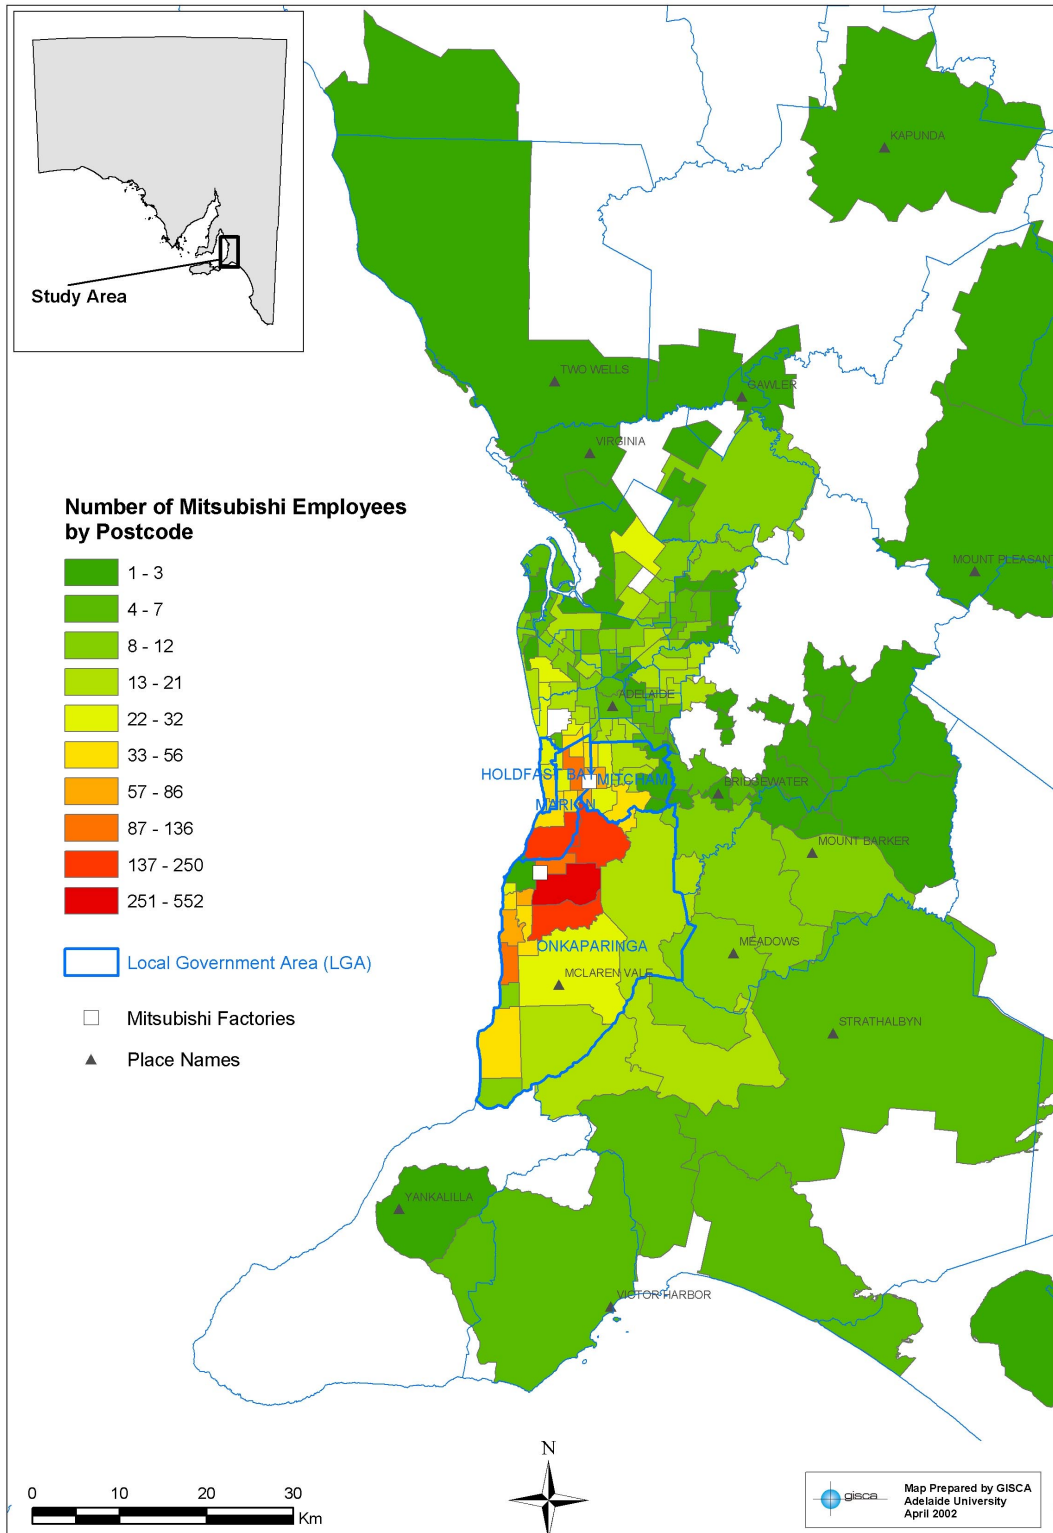 Study Area
KAPUNDA
TWO WELLS
GAWLER
VIRGINIA
Number of Mitsubishi Employees
by Postcode
1 - 3
4 - 7
8 - 12
13 - 21
22 - 32
33 - 56
57 - 86
87 - 136
137 - 250
251 - 552
Local Government Area (LGA)
Mitsubishi Factories
Place Names
MOUNT PLEASANT
ADELAIDE
HOLDFAST BAY
MITCHAM
MARION
BRIDGEWATER
MOUNT BARKER
ONKAPARINGA
MEADOWS
MCLAREN VALE
STRATHALBYN
YANKALILLA
VICTOR HARBOR
N
0 10 20 30
Km
gisca
Map Prepared by GISCA
Adelaide University
April 2002